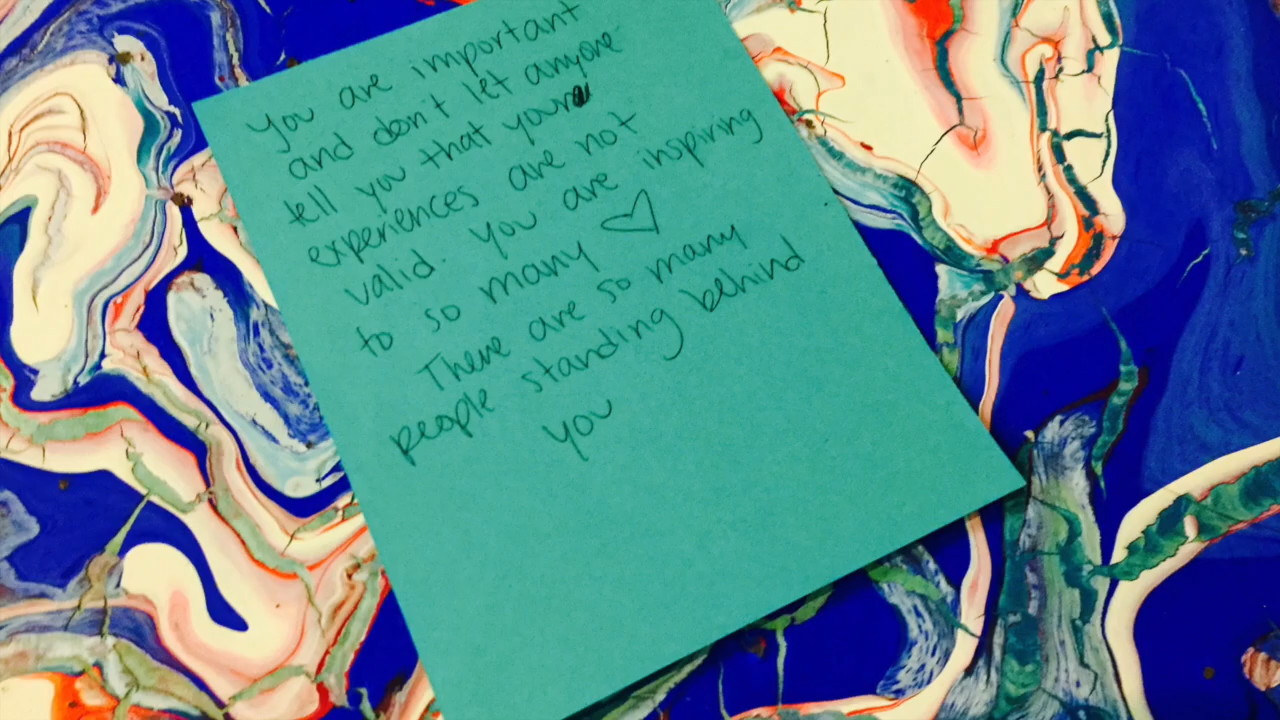 You are important
and don't let anyone
tell you that your
experiences are not
valid. You are inspiring
to so many ♡
There are so many
people standing behind
you